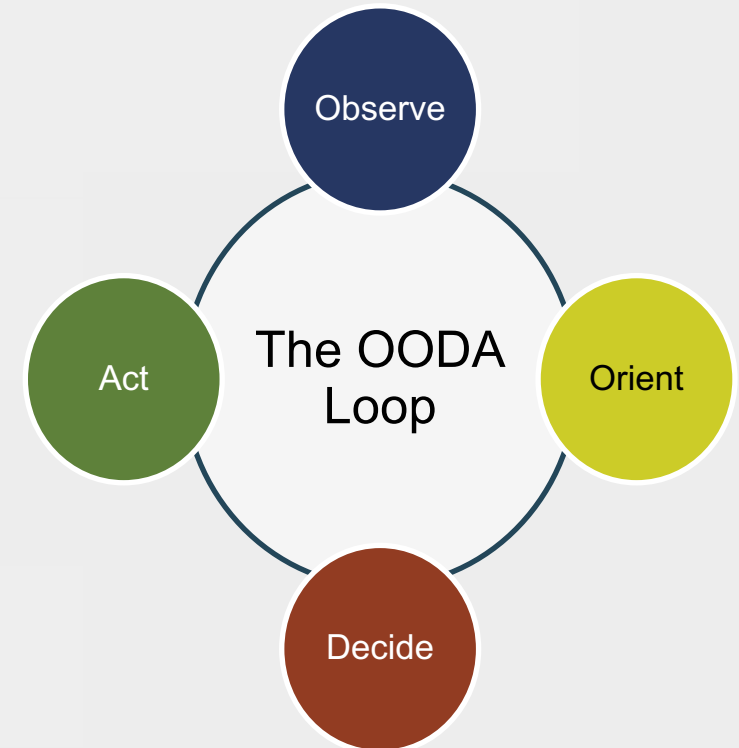 Observe
The OODA
Loop
Orient
Decide
Act